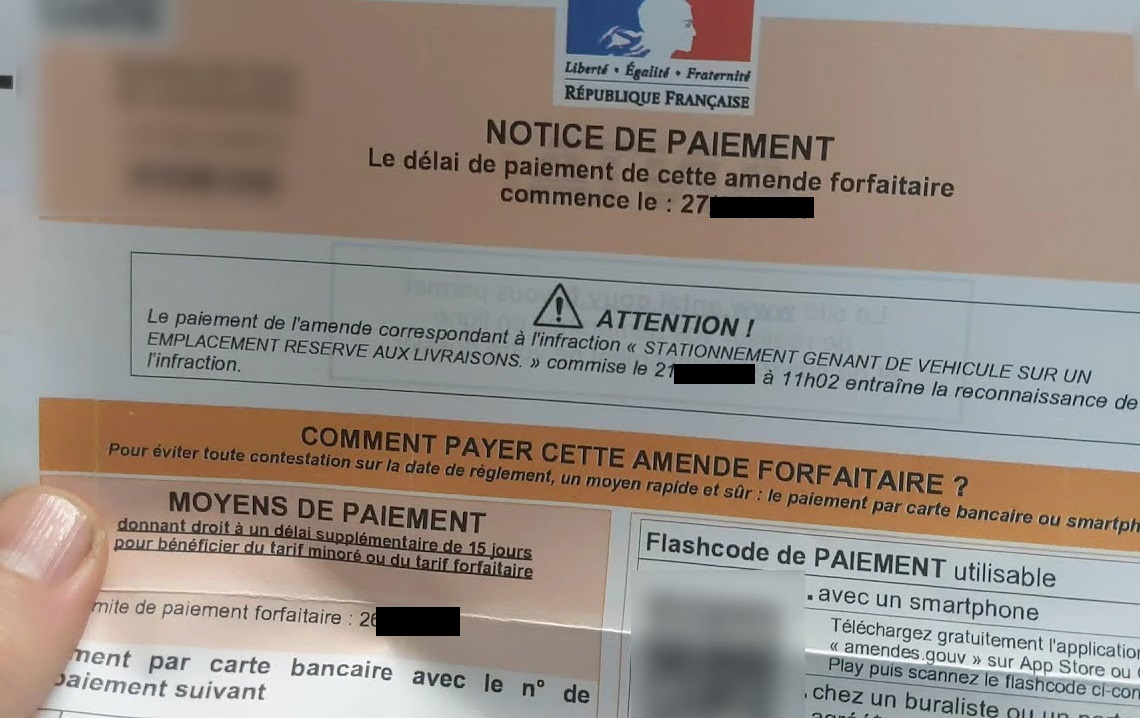 Liberté • Égalité • Fraternité
RÉPUBLIQUE FRANÇAISE
NOTICE DE PAIEMENT
Le délai de paiement de cette amende forfaitaire
commence le : 27
ATTENTION !
Le paiement de l'amende correspondant à l'infraction « STATIONNEMENT GENANT DE VEHICULE SUR UN
EMPLACEMENT RESERVE AUX LIVRAISONS. » commise le 21 à 11h02 entraîne la reconnaissance de
l'infraction.
COMMENT PAYER CETTE AMENDE FORFAITAIRE ?
Pour éviter toute contestation sur la date de règlement, un moyen rapide et sûr : le paiement par carte bancaire ou smartph
MOYENS DE PAIEMENT
donnant droit à un délai supplémentaire de 15 jours
pour bénéficier du tarif minoré ou du tarif forfaitaire
mite de paiement forfaitaire : 26
ment par carte bancaire avec le n° de
paiement suivant
Flashcode de PAIEMENT utilisable
. avec un smartphone
Téléchargez gratuitement l'application
« amendes.gouv » sur App Store ou
Play puis scannez le flashcode ci-con
. chez un buraliste ou un